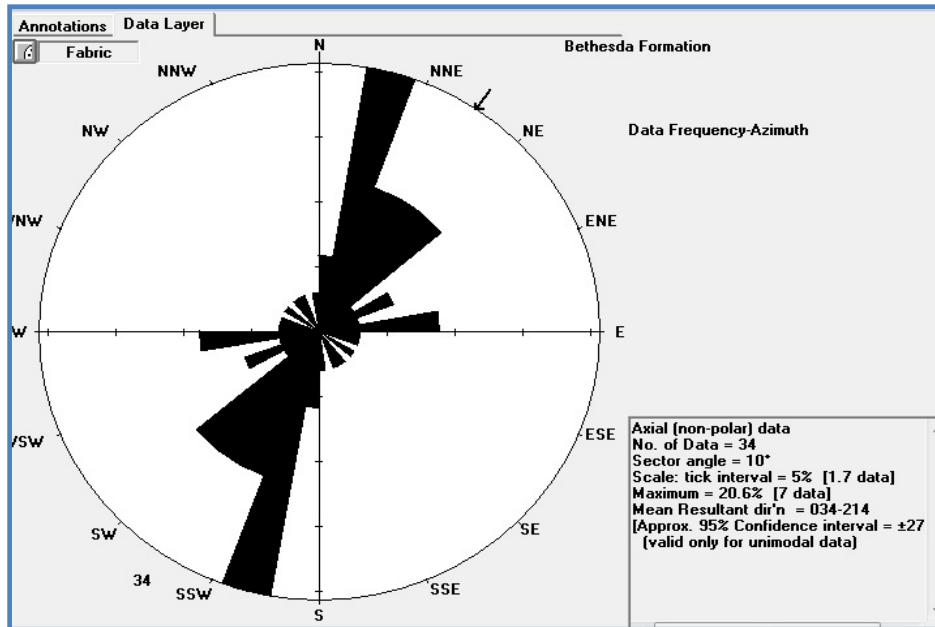 Annotations Data Layer
Fabric
Bethesda Formation
Data Frequency-Azimuth
N
NNW
NNE
NW
NE
/NW
ENE
W
E
/SW
ESE
SW
SE
34
SSW
SSE
S
Axial (non-polar) data
No. of Data = 34
Sector angle = 10°
Scale: tick interval = 5% [1.7 data]
Maximum = 20.6% [7 data]
Mean Resultant dir'n = 034-214
[Approx. 95% Confidence interval = ±27
(valid only for unimodal data)